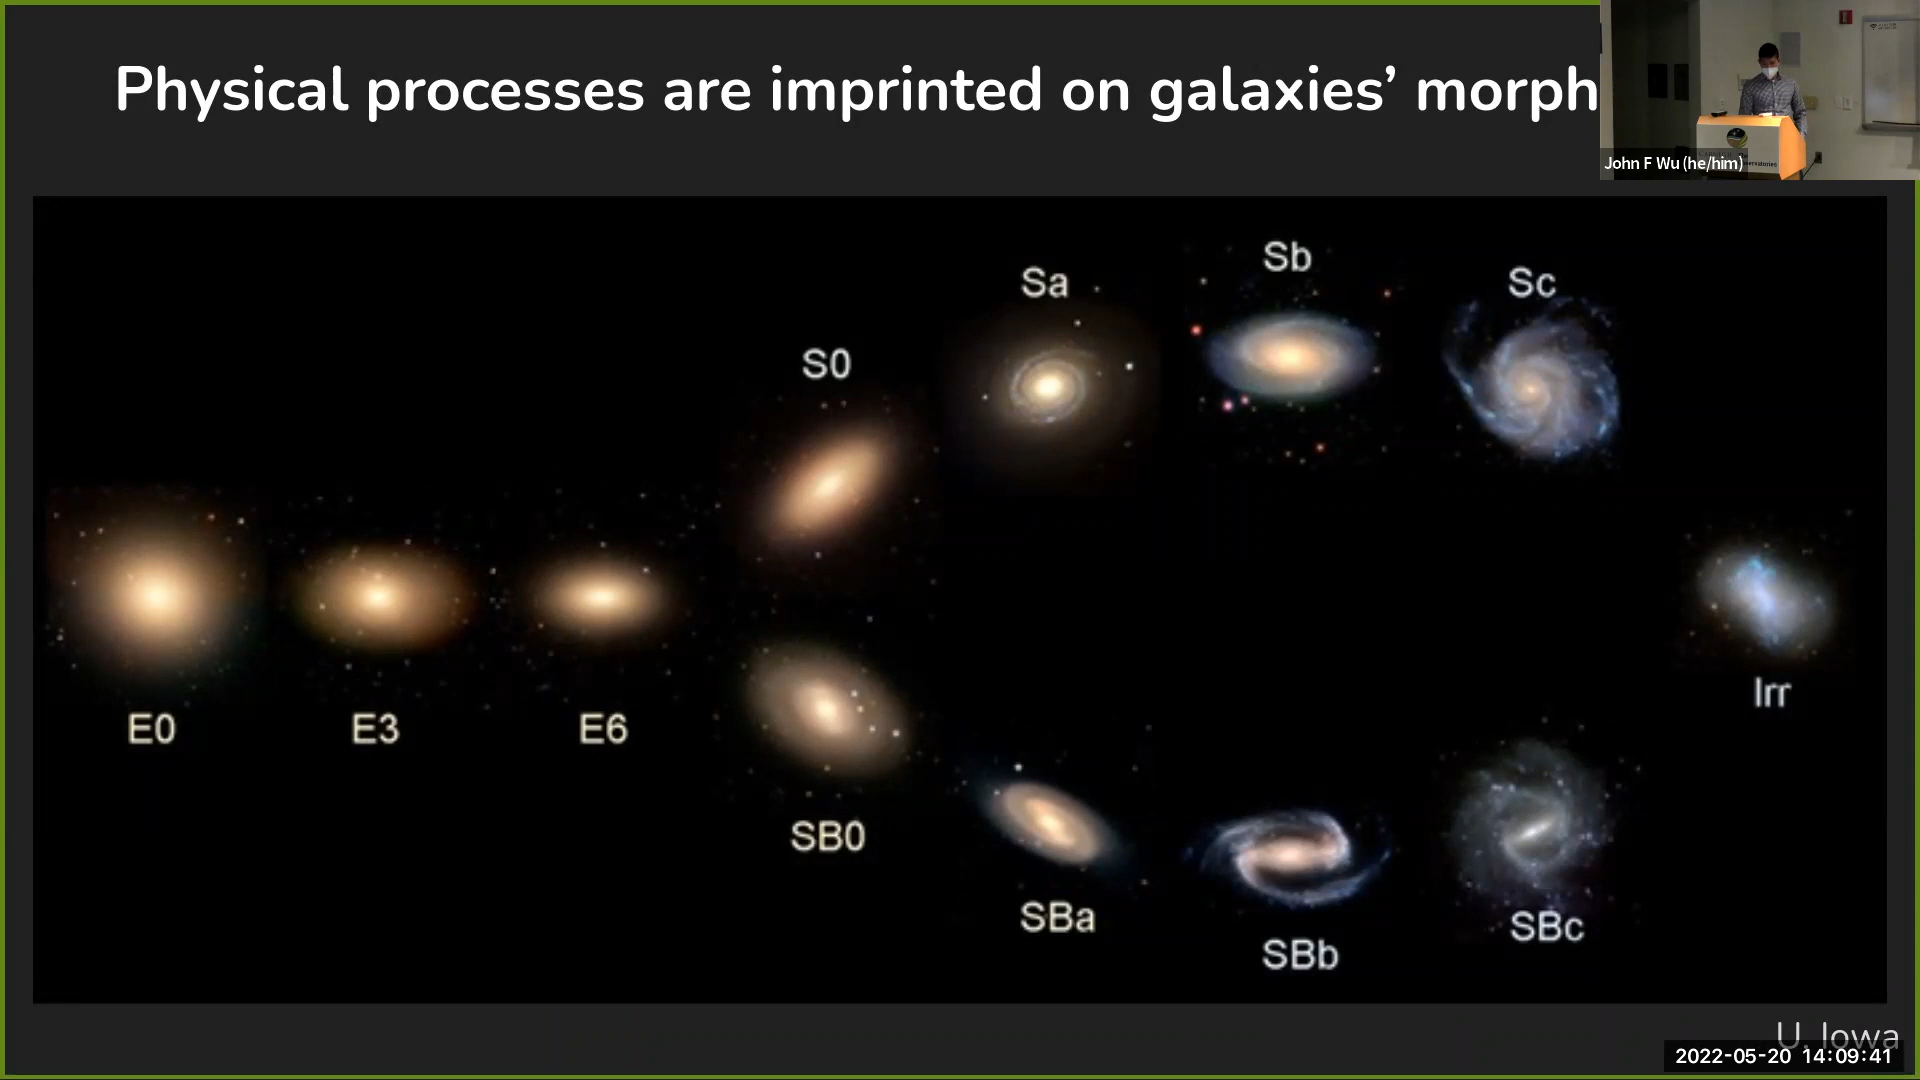 Physical processes are imprinted on galaxies’ morph
John F Wu (he/him)
Sb
Sa
Sc
S0
Irr
E0
E3
E6
SB0
SBa
SBc
SBb
U. Iowa
2022-05-20 14:09:41